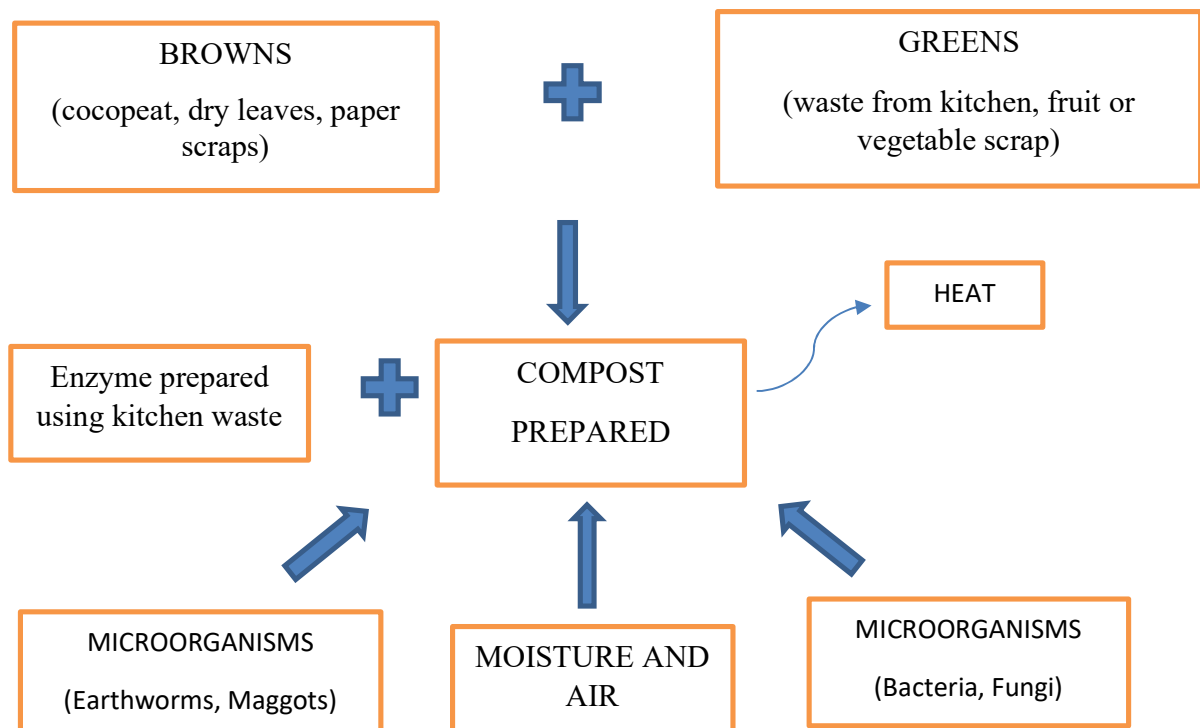 BROWNS
(cocopeat, dry leaves, paper
scraps)
GREENS
(waste from kitchen, fruit or
vegetable scrap)
HEAT
Enzyme prepared
using kitchen waste
COMPOST
PREPARED
MICROORGANISMS
(Earthworms, Maggots)
MOISTURE AND
AIR
MICROORGANISMS
(Bacteria, Fungi)